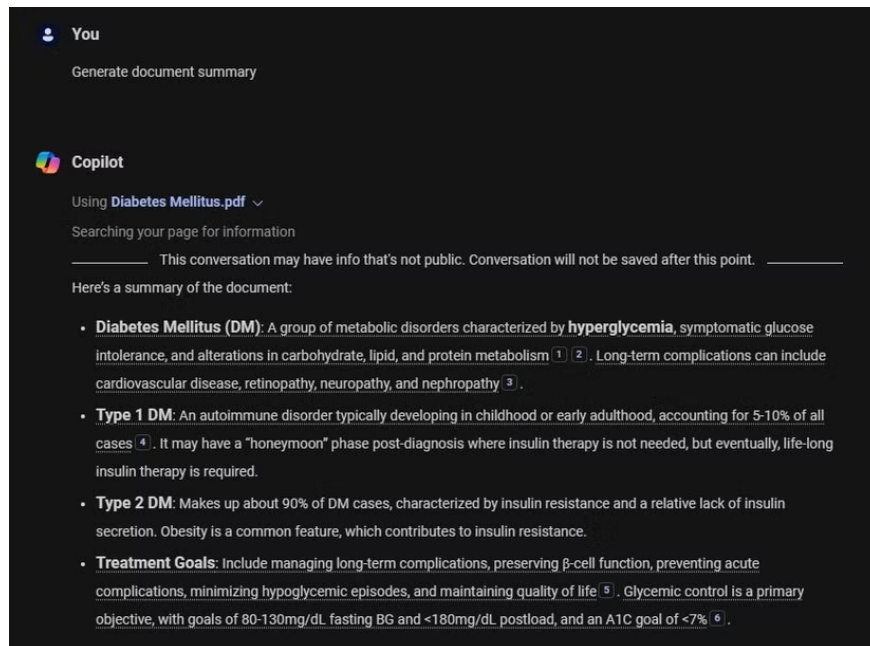 You
Generate document summary
Copilot
Using Diabetes Mellitus.pdf
Searching your page for information
This conversation may have info that's not public. Conversation will not be saved after this point.
Here's a summary of the document:
• Diabetes Mellitus (DM): A group of metabolic disorders characterized by hyperglycemia, symptomatic glucose
intolerance, and alterations in carbohydrate, lipid, and protein metabolism 1 2 . Long-term complications can include
cardiovascular disease, retinopathy, neuropathy, and nephropathy 3 .
• Type 1 DM: An autoimmune disorder typically developing in childhood or early adulthood, accounting for 5-10% of all
cases 4 . It may have a “honeymoon” phase post-diagnosis where insulin therapy is not needed, but eventually, life-long
insulin therapy is required.
• Type 2 DM: Makes up about 90% of DM cases, characterized by insulin resistance and a relative lack of insulin
secretion. Obesity is a common feature, which contributes to insulin resistance.
• Treatment Goals: Include managing long-term complications, preserving β-cell function, preventing acute
complications, minimizing hypoglycemic episodes, and maintaining quality of life 5 . Glycemic control is a primary
objective, with goals of 80-130mg/dL fasting BG and <180mg/dL postload, and an A1C goal of <7% 6 .